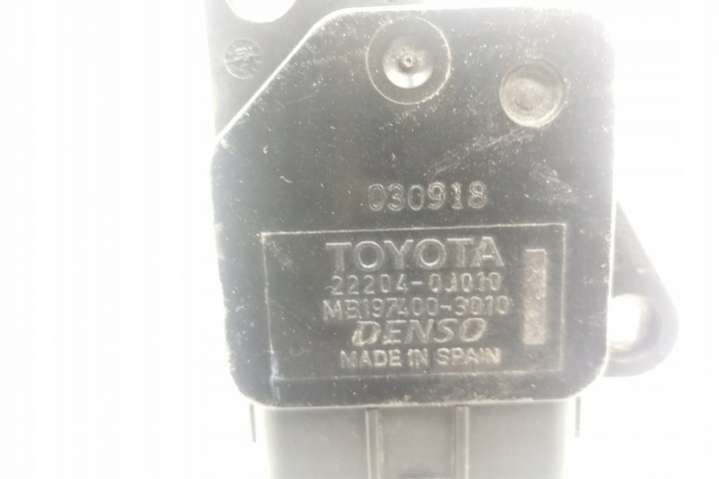 030918
TOYOTA
22204-0J010
MB197400-3010
DENSO
MADE IN SPAIN